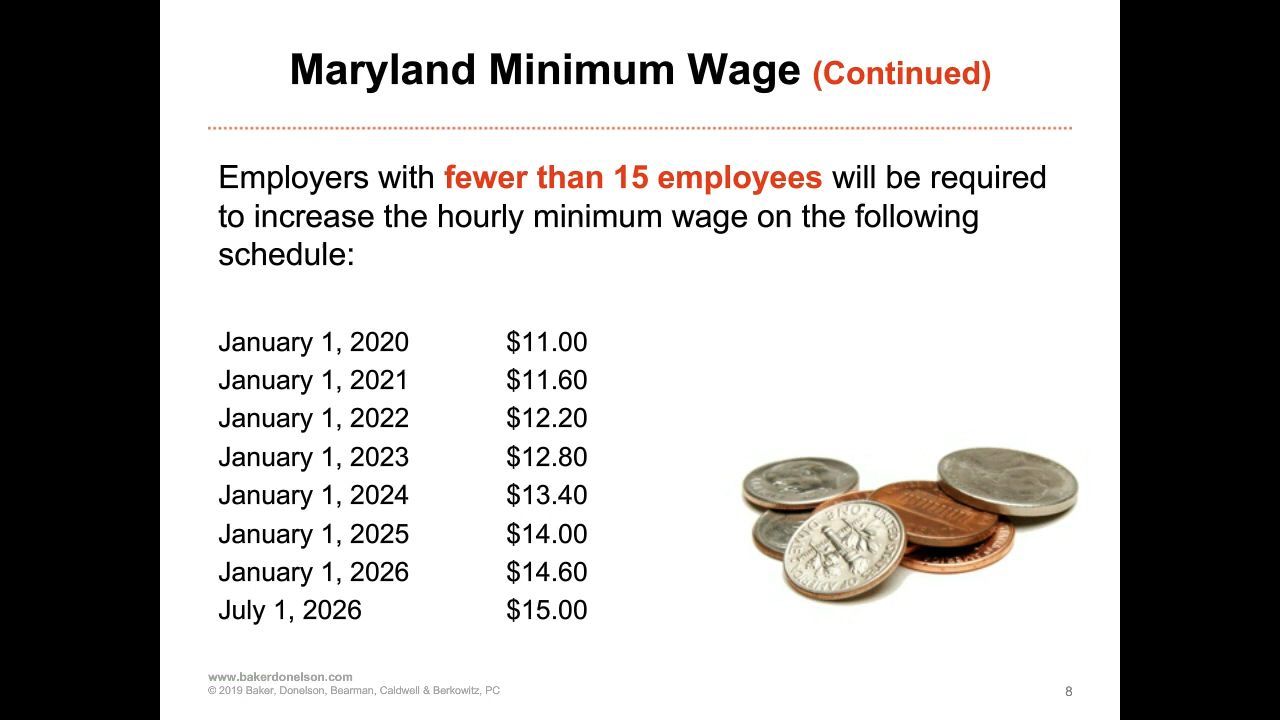 Maryland Minimum Wage (Continued)
Employers with fewer than 15 employees will be required
to increase the hourly minimum wage on the following
schedule:
January 1, 2020 $11.00
January 1, 2021 $11.60
January 1, 2022 $12.20
January 1, 2023 $12.80
January 1, 2024 $13.40
January 1, 2025 $14.00
January 1, 2026 $14.60
July 1, 2026 $15.00
www.bakerdonelson.com
© 2019 Baker, Donelson, Bearman, Caldwell & Berkowitz, PC
8